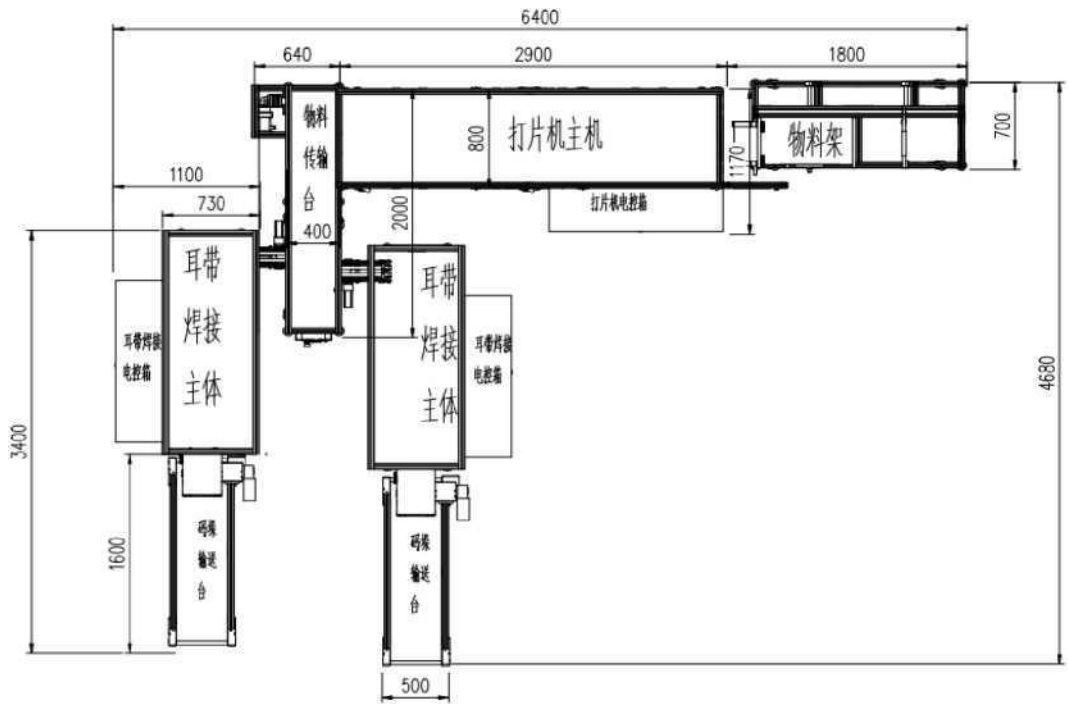 6400
640
2900
1800
物料
传输
台
800
打片机主机
1170
物料架
700
1100
730
2000
打片机电控箱
400
耳带
焊接
主体
耳带
焊接
主体
耳带焊接
电控箱
耳带焊接
电控箱
4680
3400
1600
码垛
输送
台
码垛
输送
台
500